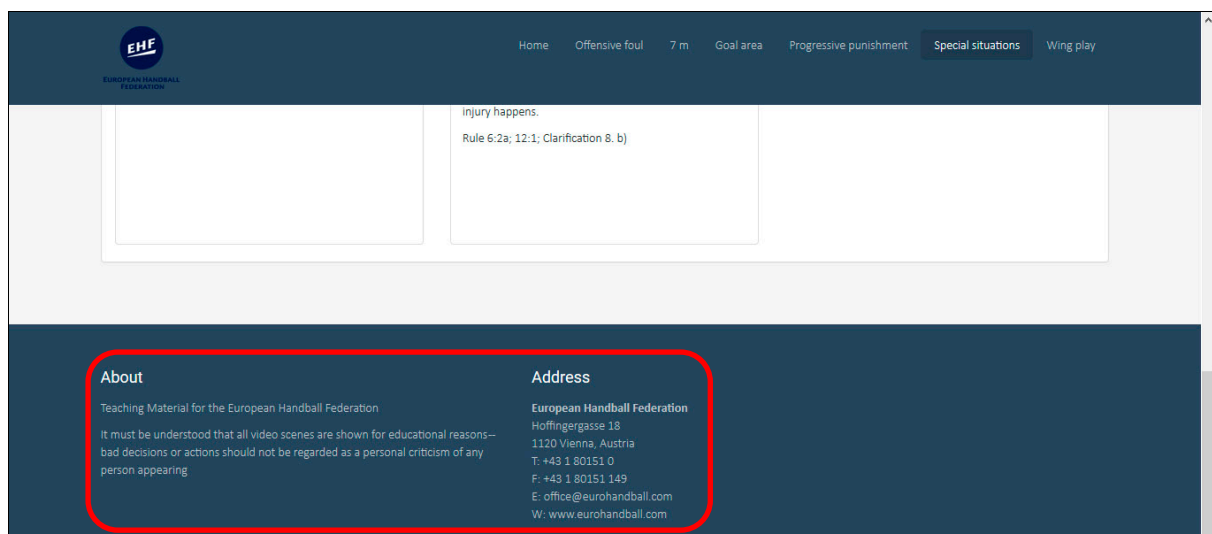 EHF
EUROPEAN HANDBALL
FEDERATION
Home Offensive foul 7 m Goal area Progressive punishment Special situations Wing play
injury happens.
Rule 6:2a; 12:1; Clarification 8. b)
About
Teaching Material for the European Handball Federation
It must be understood that all video scenes are shown for educational reasons--
bad decisions or actions should not be regarded as a personal criticism of any
person appearing
Address
European Handball Federation
Hoffingergasse 18
1120 Vienna, Austria
T: +43 1 80151 0
F: +43 1 80151 149
E: office@eurohandball.com
W: www.eurohandball.com